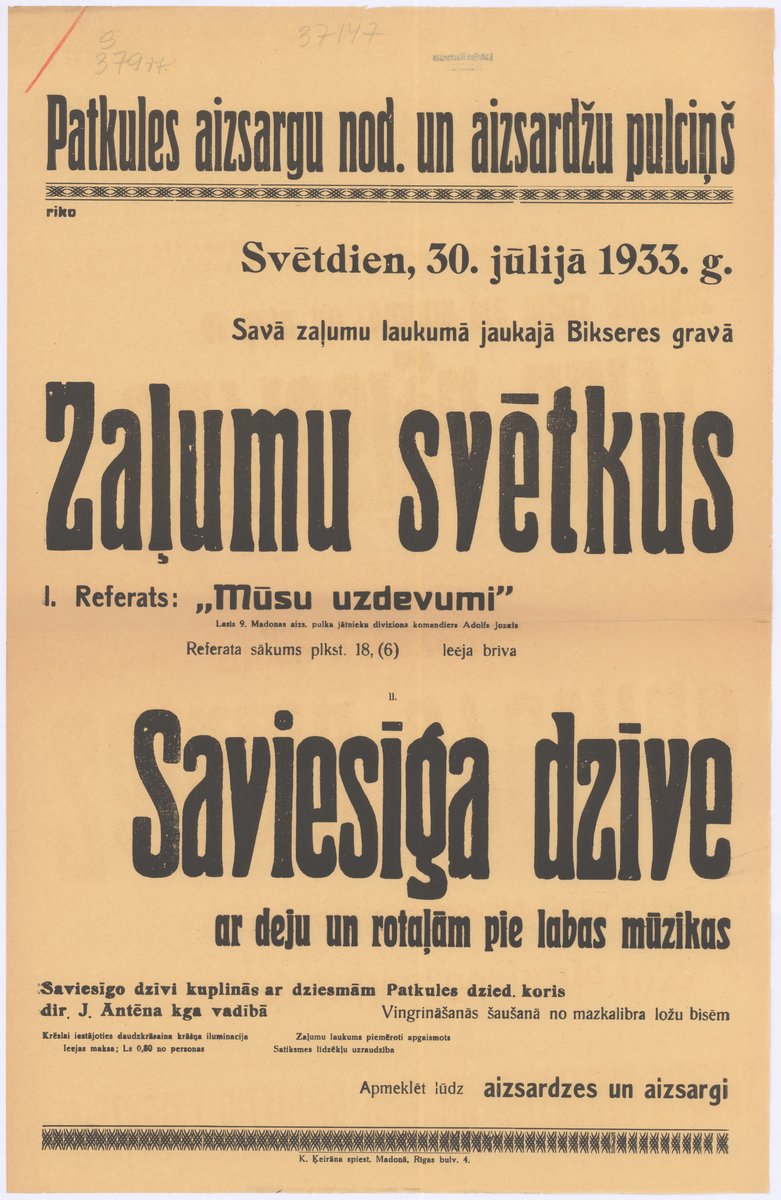 9
379
37147
Patkules aizsargu nod. un aizsardžu pulciņš
riko
Svētdien, 30. jūlijā 1933. g.
Savā zaļumu laukumā jaukajā Bikseres gravā
Zaļumu svētkus
I. Referats: „Mūsu uzdevumi”
Lasīs 9. Madonas aizs. pulka jātnieku diviziona komandiers Adolfs Jozefs
Referata sākums plkst. 18, (6) Ieeja brīva
II.
Saviesīga dzīve
ar deju un rotaļām pie labas mūzikas
Saviesīgo dzīvi kuplinās ar dziesmām Patkules dzied. koris
dir. J. Antēna kga vadībā Vingrināšanās šaušanā no mazkalibra ložu bisēm
Krēslai iestājoties daudzkrāsaina krāšņa iluminacija Zaļumu laukums piemēroti apgaismots
Ieejas maksa; Ls 0,80 no personas Satiksmes līdzēkļu uzraudzība
Apmeklēt lūdz aizsardzes un aizsargi
K. Ķeirāna spiest. Madonā, Rīgas bulv. 4.